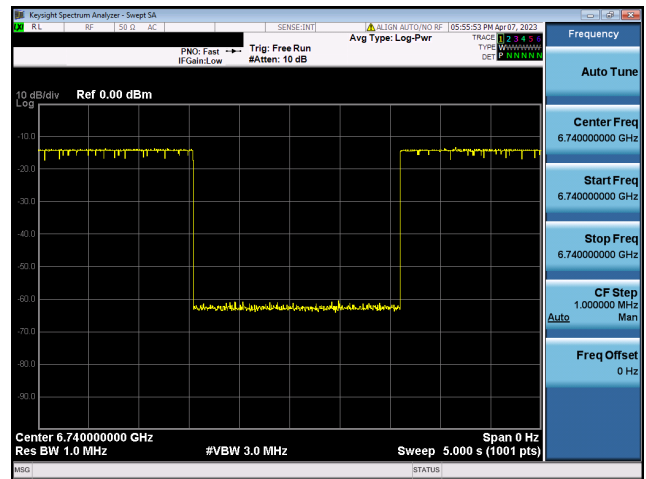 Keysight Spectrum Analyzer - Swept SA
LXI RL RF 50 Ω AC SENSE:INT ALIGN AUTO/NO RF 05:55:53 PM Apr 07, 2023
Avg Type: Log-Pwr
TRACE 1 2 3 4 5 6
TYPE WWWWWW
DET P NNNNN
PNO: Fast
IFGain:Low
Trig: Free Run
#Atten: 10 dB
10 dB/div Ref 0.00 dBm
Log
-10.0
-20.0
-30.0
-40.0
-50.0
-60.0
-70.0
-80.0
-90.0
Center 6.740000000 GHz Span 0 Hz
Res BW 1.0 MHz #VBW 3.0 MHz Sweep 5.000 s (1001 pts)
MSG STATUS
Frequency
Auto Tune
Center Freq
6.740000000 GHz
Start Freq
6.740000000 GHz
Stop Freq
6.740000000 GHz
CF Step
1.000000 MHz
Auto Man
Freq Offset
0 Hz